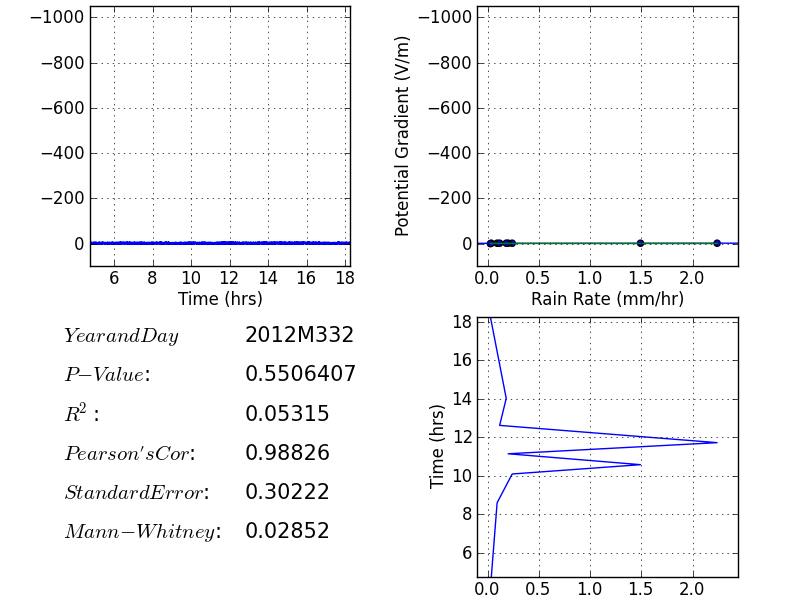 −1000
−800
−600
−400
−200
0
6 8 10 12 14 16 18
Time (hrs)
Potential Gradient (V/m)
−1000
−800
−600
−400
−200
0
0.0 0.5 1.0 1.5 2.0
Rain Rate (mm/hr)
YearandDay 2012M332
P−Value: 0.5506407
R²: 0.05315
Pearson'sCor: 0.98826
StandardError: 0.30222
Mann−Whitney: 0.02852
Time (hrs)
18
16
14
12
10
8
6
0.0 0.5 1.0 1.5 2.0